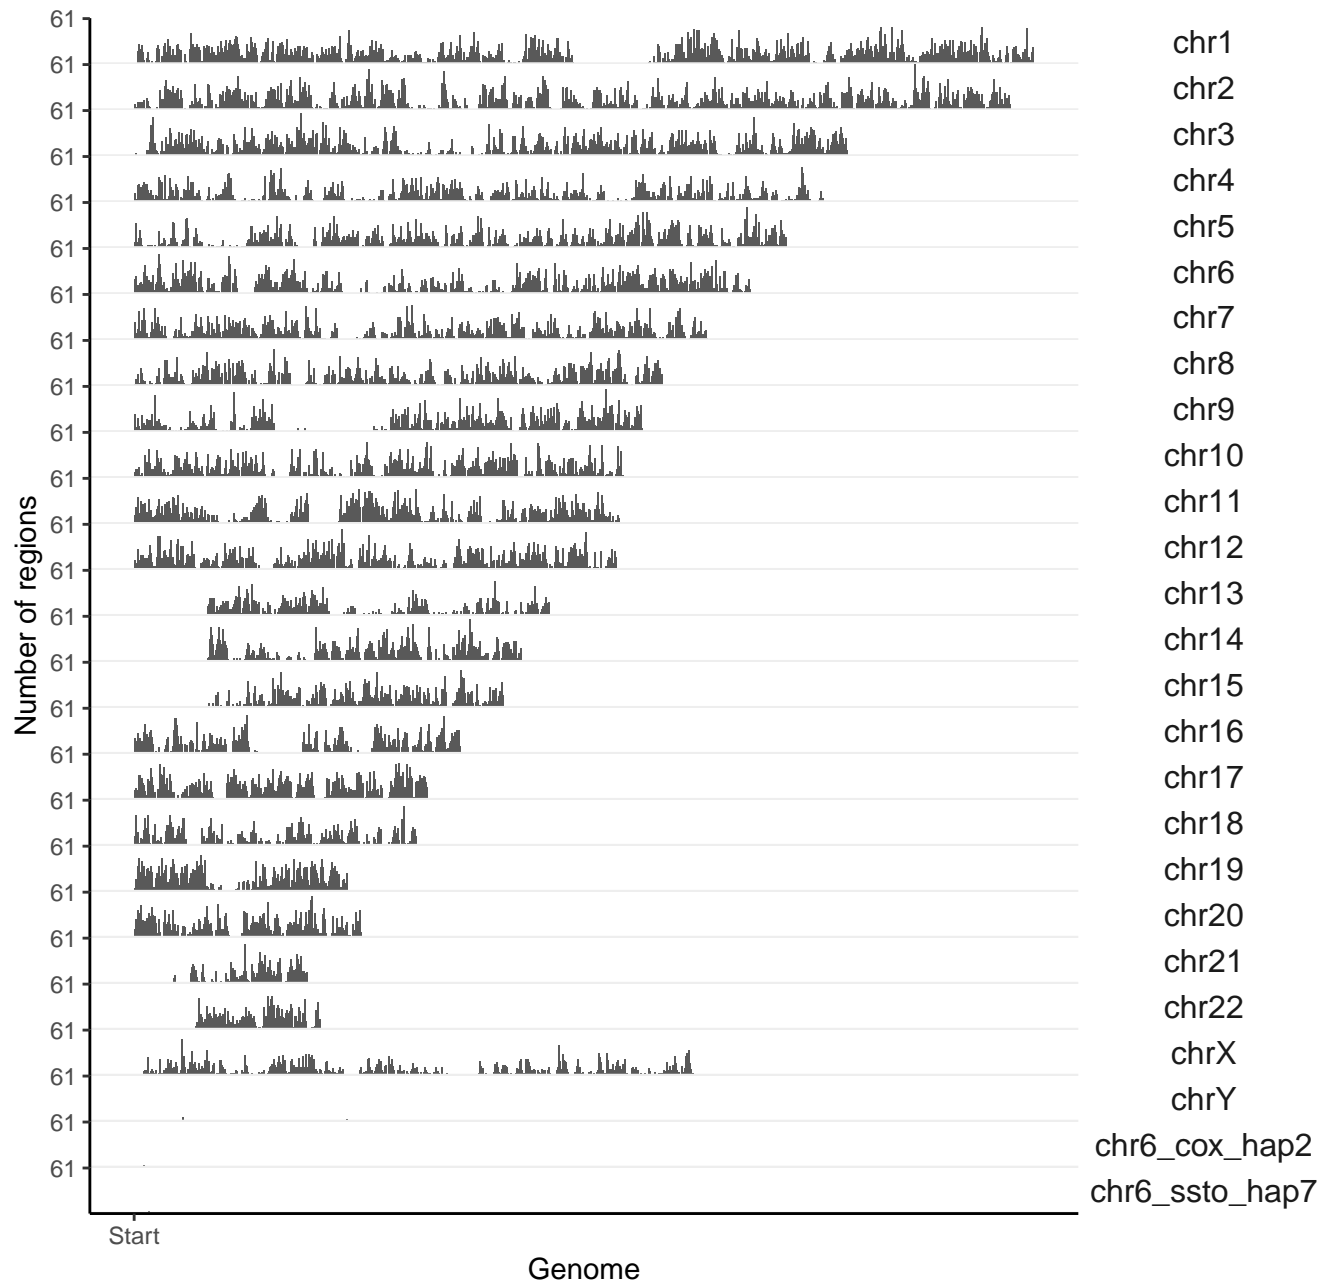 61 chr1
61 chr2
61 chr3
61 chr4
61 chr5
61 chr6
61 chr7
61 chr8
61 chr9
61 chr10
61 chr11
61 chr12
61 chr13
61 chr14
61 chr15
61 chr16
61 chr17
61 chr18
61 chr19
61 chr20
61 chr21
61 chr22
61 chrX
61 chrY
61 chr6_cox_hap2
61 chr6_ssto_hap7
Number of regions
Start
Genome